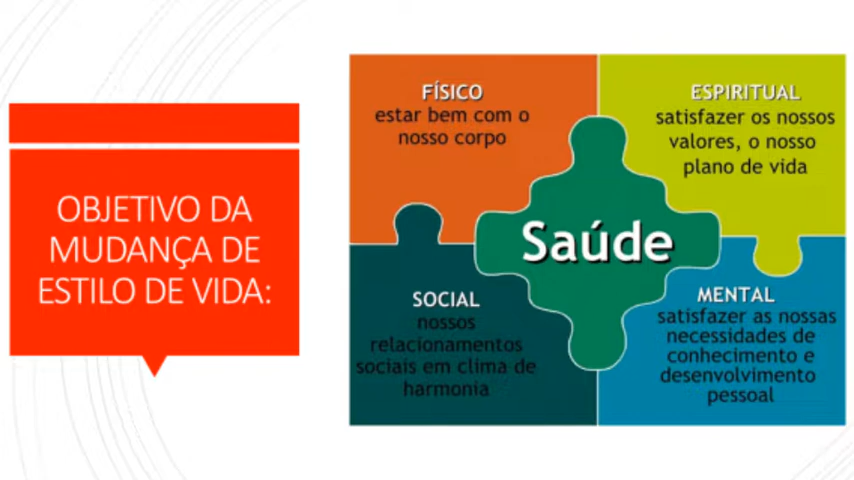 OBJETIVO DA
MUDANÇA DE
ESTILO DE VIDA:
FÍSICO
estar bem com o
nosso corpo
ESPIRITUAL
satisfazer os nossos
valores, o nosso
plano de vida
Saúde
SOCIAL
nossos
relacionamentos
sociais em clima de
harmonia
MENTAL
satisfazer as nossas
necessidades de
conhecimento e
desenvolvimento
pessoal